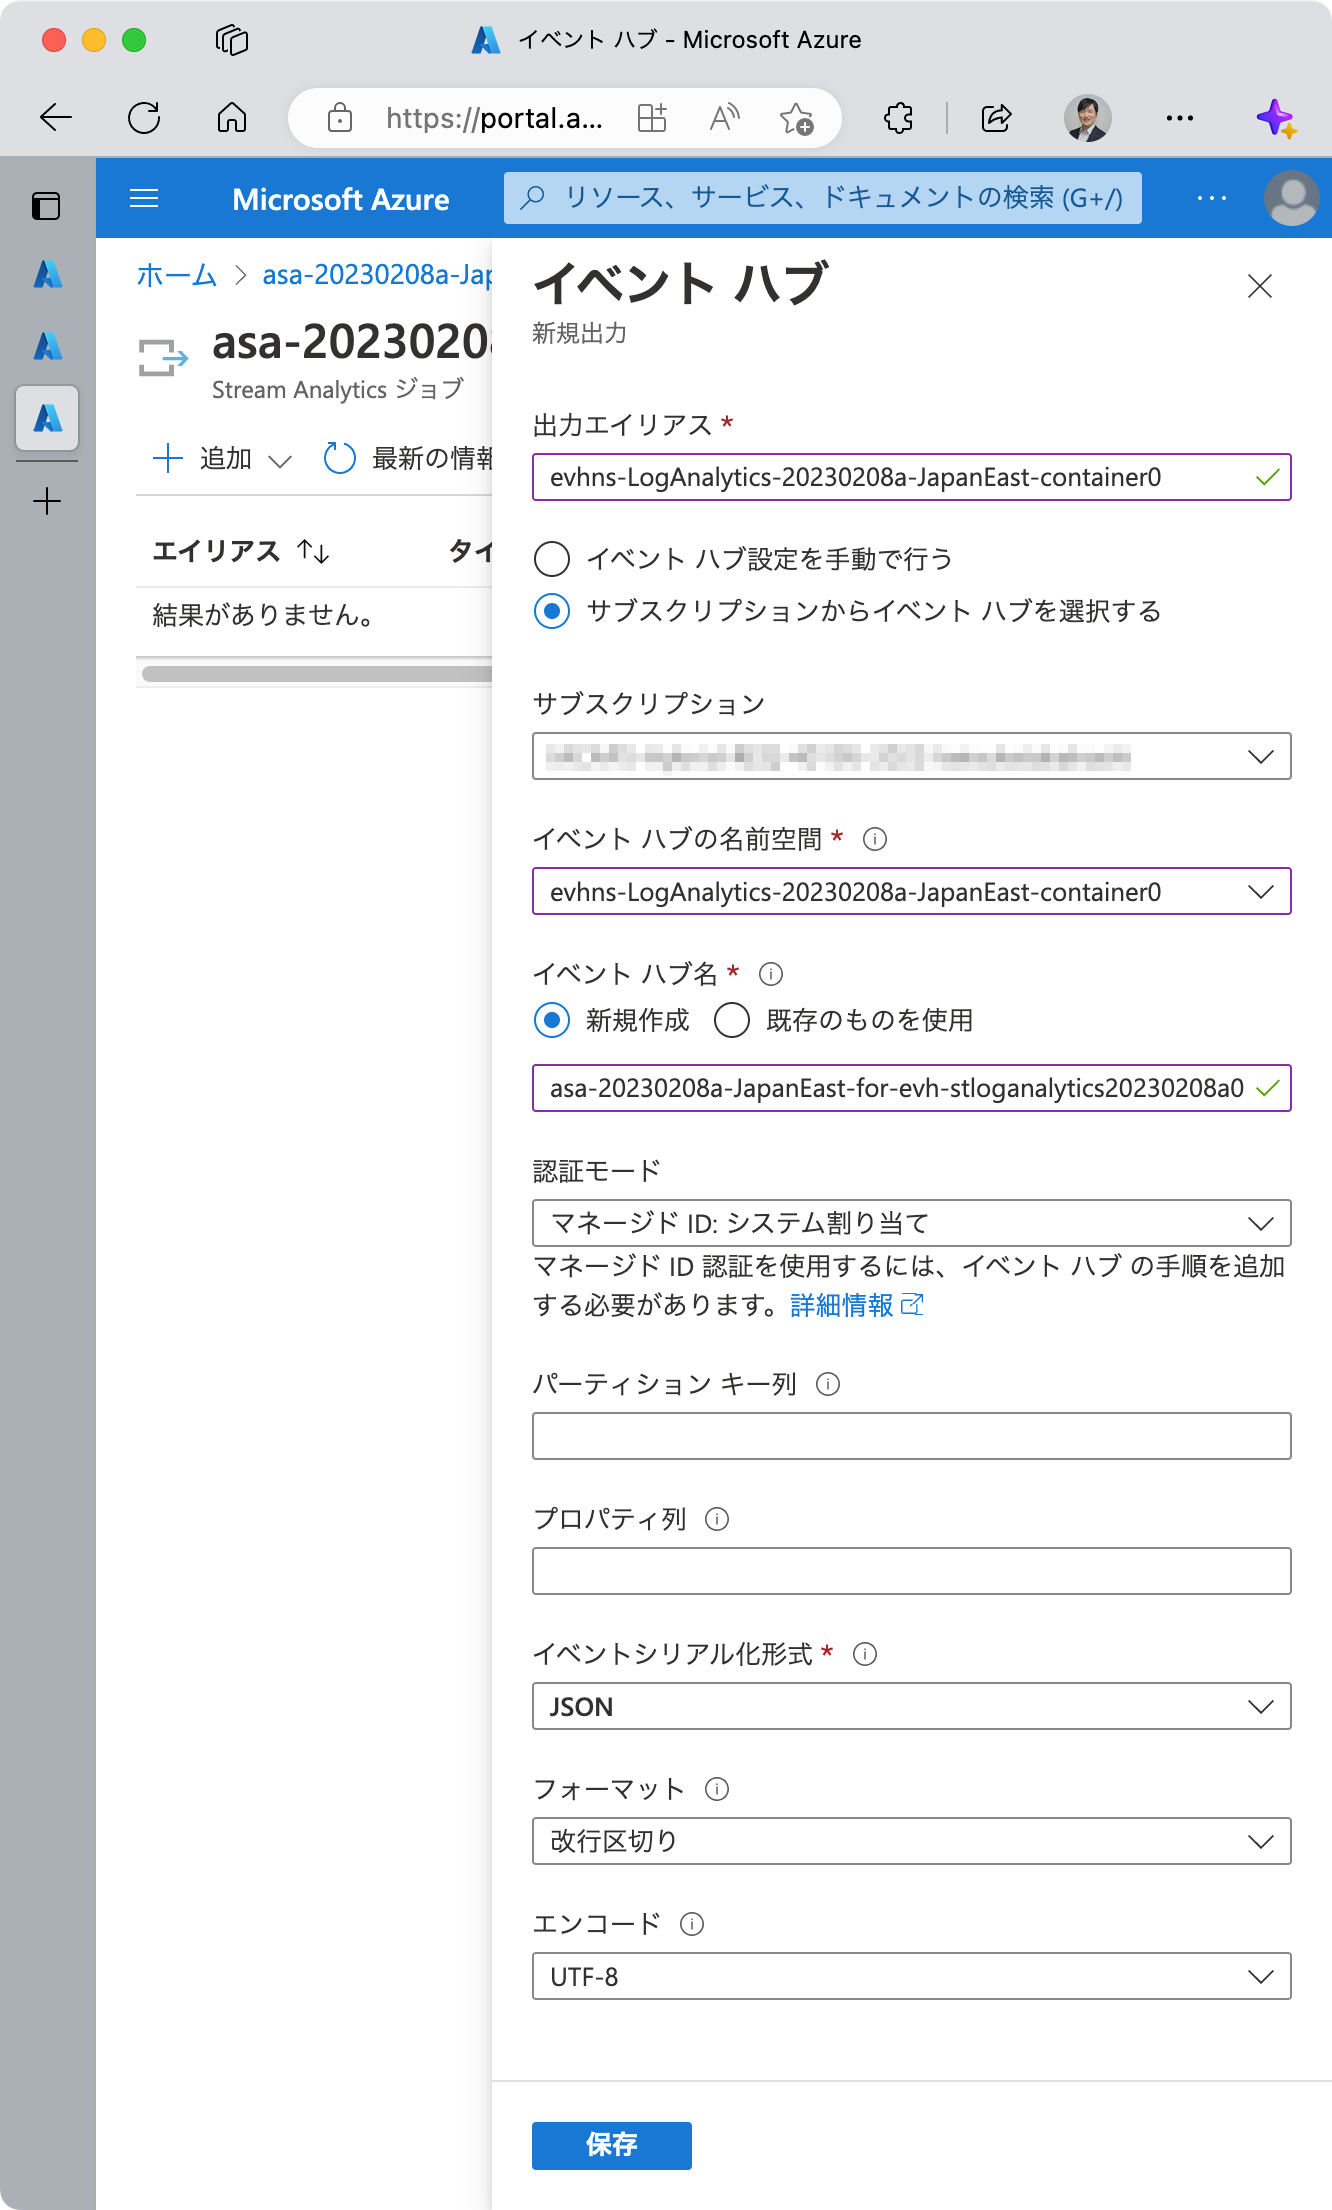 イベント ハブ - Microsoft Azure
https://portal.a...
Microsoft Azure
リソース、サービス、ドキュメントの検索 (G+/)
ホーム > asa-20230208a-Jap
asa-2023020
Stream Analytics ジョブ
追加
最新の情報
エイリアス ↑↓ タイ
結果がありません。
イベント ハブ
新規出力
出力エイリアス *
evhns-LogAnalytics-20230208a-JapanEast-container0
イベント ハブ設定を手動で行う
サブスクリプションからイベント ハブを選択する
サブスクリプション
イベント ハブの名前空間 *
evhns-LogAnalytics-20230208a-JapanEast-container0
イベント ハブ名 *
新規作成 既存のものを使用
asa-20230208a-JapanEast-for-evh-stloganalytics20230208a0
認証モード
マネージド ID: システム割り当て
マネージド ID 認証を使用するには、イベント ハブ の手順を追加
する必要があります。詳細情報
パーティション キー列
プロパティ列
イベントシリアル化形式 *
JSON
フォーマット
改行区切り
エンコード
UTF-8
保存